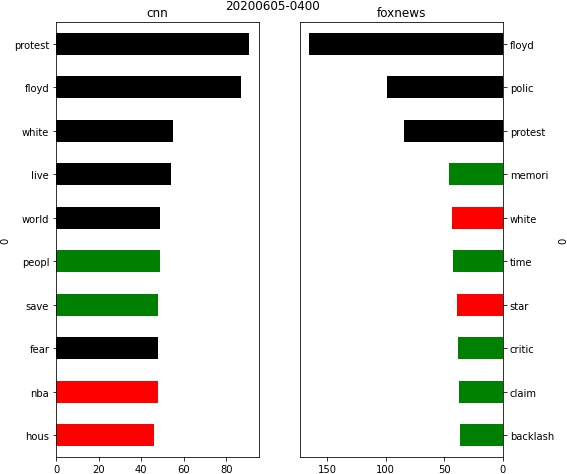 20200605-0400
cnn
foxnews
protest
floyd
white
live
world
peopl
save
fear
nba
hous
0
0 20 40 60 80
floyd
polic
protest
memori
white
time
star
critic
claim
backlash
0
150 100 50 0